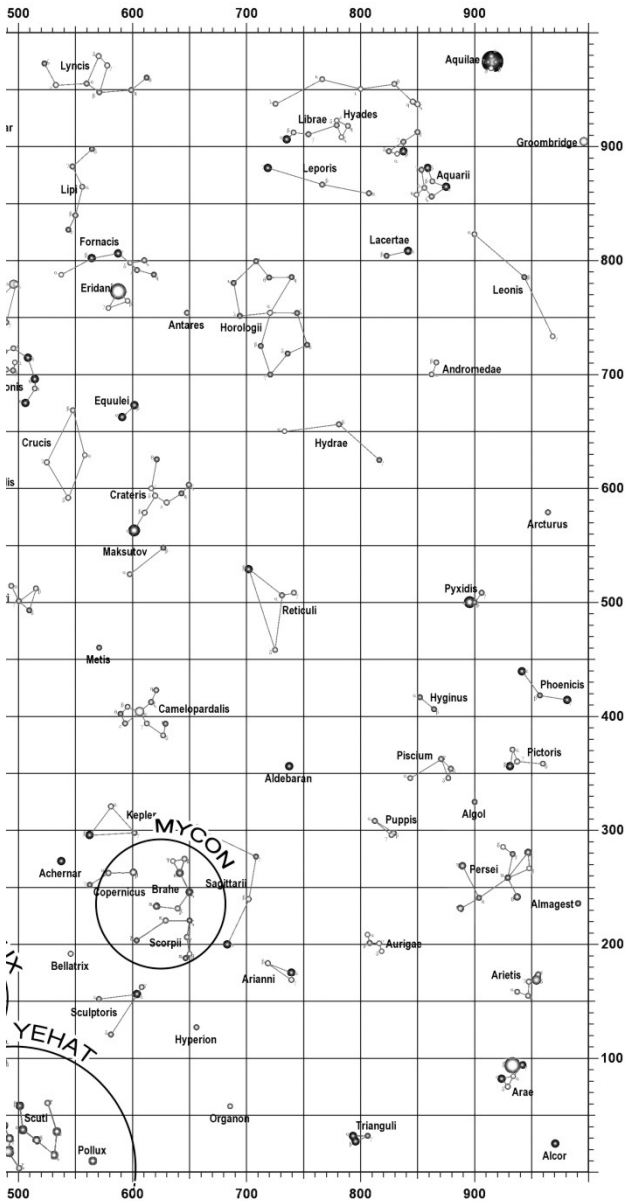 500 600 700 800 900
Lyncis
Aquilae
Librae Hyades
Groombridge
900
Leporis
Aquarii
Lipi
Fornacis
Lacertae
800
Eridani
Leonis
Antares
Horologii
700
Andromedae
onis
Equulei
Crucis
Hydrae
600
lis
Crateris
Arcturus
Maksutov
Pyxidis
500
Reticuli
Metis
Phoenicis
Hyginus
Camelopardalis
400
Piscium
Pictoris
Aldebaran
Algol
Kepler
Puppis
300
MYCON
Achernar
Copernicus
Brahe
Sagittarii
Persei
Almagest
Scorpii
Aurigae
200
Bellatrix
Arianni
Arietis
Sculptoris
Hyperion
YEHAT
100
Arae
Organon
Scuti
Trianguli
Pollux
Alcor
500 600 700 800 900